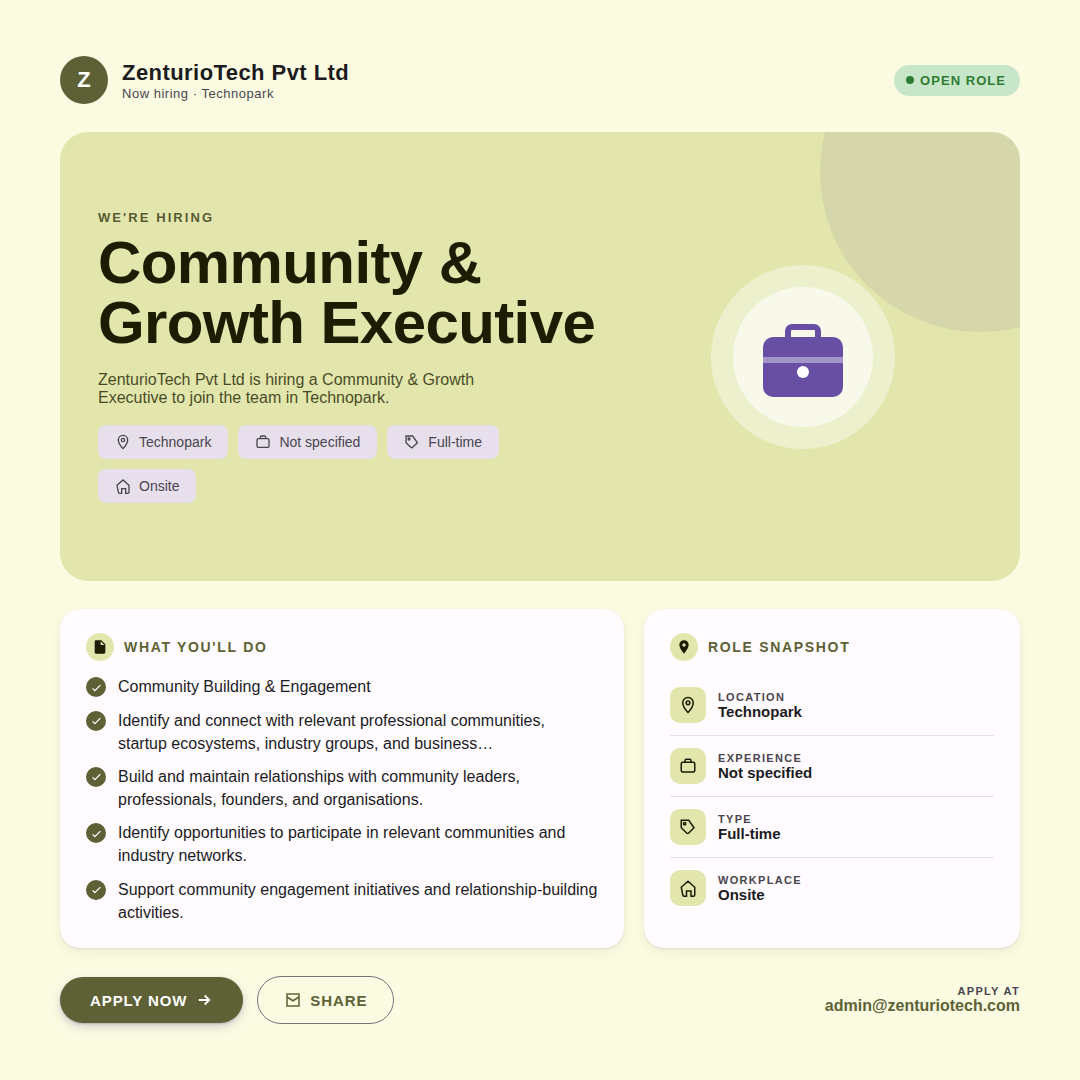 Z
ZenturioTech Pvt Ltd
Now hiring · Technopark
OPEN ROLE
WE'RE HIRING
Community &
Growth Executive
ZenturioTech Pvt Ltd is hiring a Community & Growth
Executive to join the team in Technopark.
Technopark
Not specified
Full-time
Onsite
WHAT YOU'LL DO
Community Building & Engagement
Identify and connect with relevant professional communities,
startup ecosystems, industry groups, and business…
Build and maintain relationships with community leaders,
professionals, founders, and organisations.
Identify opportunities to participate in relevant communities and
industry networks.
Support community engagement initiatives and relationship-building
activities.
ROLE SNAPSHOT
LOCATION
Technopark
EXPERIENCE
Not specified
TYPE
Full-time
WORKPLACE
Onsite
APPLY NOW
SHARE
APPLY AT
admin@zenturiotech.com